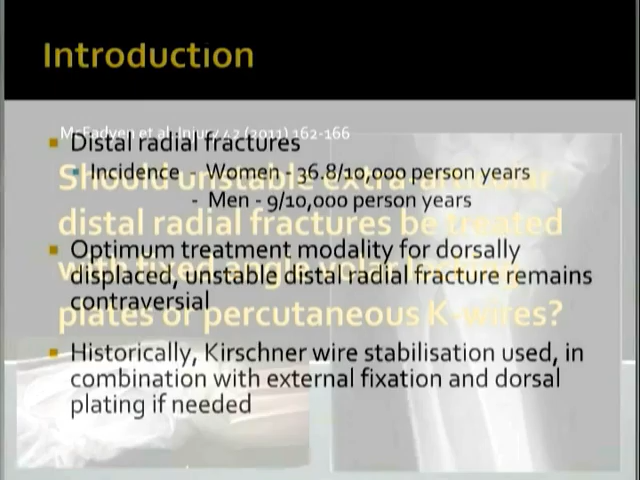 Introduction
McFadyen et al. Injury 42 (2011) 162-166
Distal radial fractures
Incidence - Women - 36.8/10,000 person years
- Men - 9/10,000 person years
Optimum treatment modality for dorsally
displaced, unstable distal radial fracture remains
contraversial
Historically, Kirschner wire stabilisation used, in
combination with external fixation and dorsal
plating if needed
Should unstable extra-articular
distal radial fractures be treated
with fixed angle volar locking
plates or percutaneous K-wires?